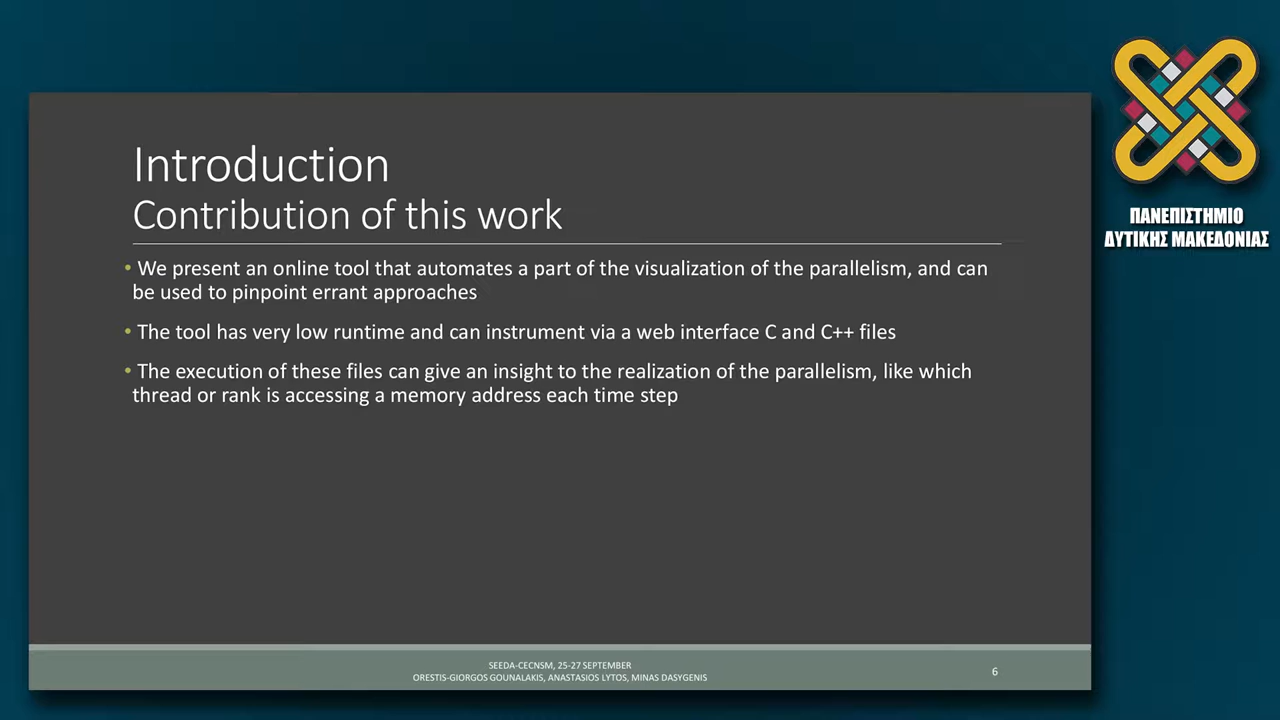 Introduction
Contribution of this work
• We present an online tool that automates a part of the visualization of the parallelism, and can
be used to pinpoint errant approaches
• The tool has very low runtime and can instrument via a web interface C and C++ files
• The execution of these files can give an insight to the realization of the parallelism, like which
thread or rank is accessing a memory address each time step
SEEDA-CECNSM, 25-27 SEPTEMBER
ORESTIS-GIORGOS GOUNALAKIS, ANASTASIOS LYTOS, MINAS DASYGENIS
6
ΠΑΝΕΠΙΣΤΗΜΙΟ
ΔΥΤΙΚΗΣ ΜΑΚΕΔΟΝΙΑΣ